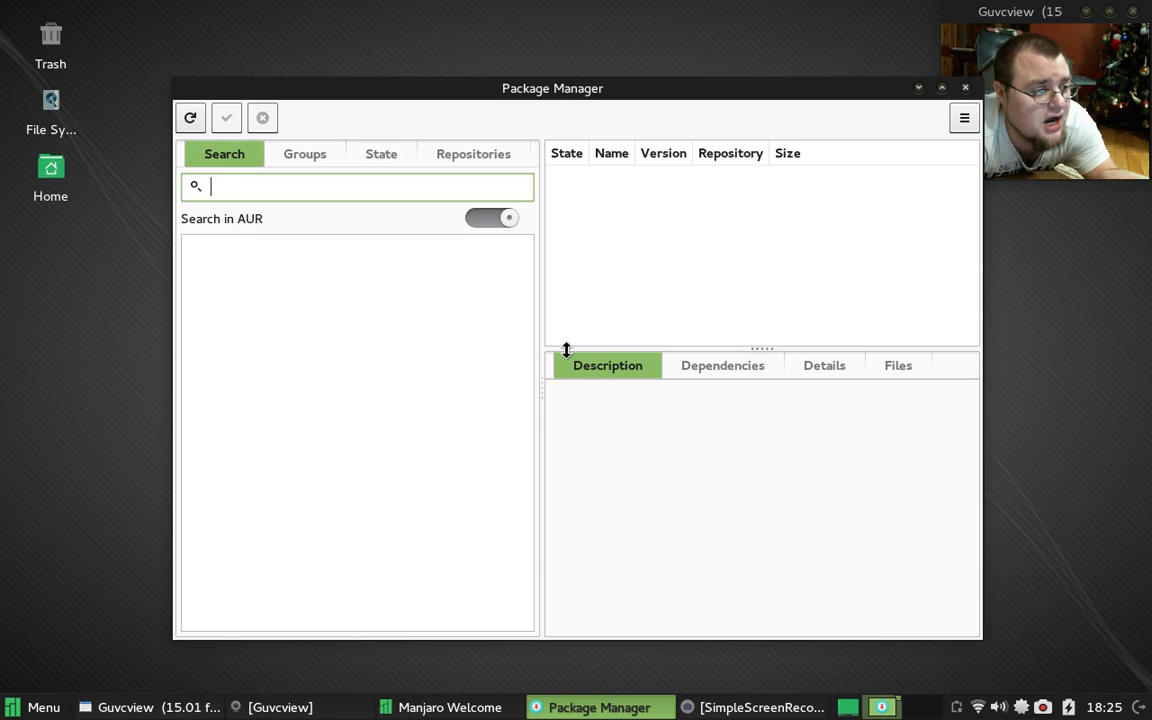 Guvcview (15
Trash
File Sy...
Home
Package Manager
Search Groups State Repositories
State Name Version Repository Size
Search in AUR
Description Dependencies Details Files
Menu Guvcview (15.01 f... [Guvcview] Manjaro Welcome Package Manager [SimpleScreenReco... 18:25